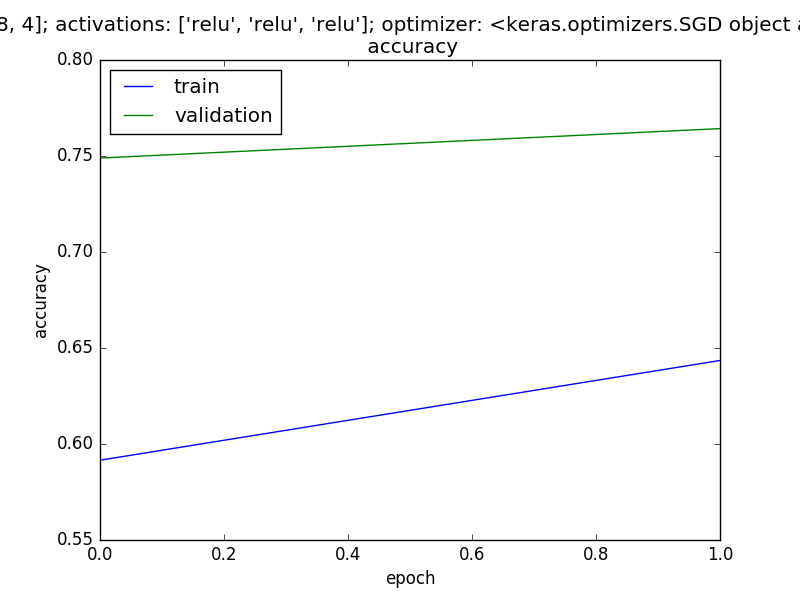 8, 4]; activations: ['relu', 'relu', 'relu']; optimizer: <keras.optimizers.SGD object
accuracy
0.80
train
validation
0.75
0.70
0.65
0.60
0.55
accuracy
0.0 0.2 0.4 0.6 0.8 1.0
epoch